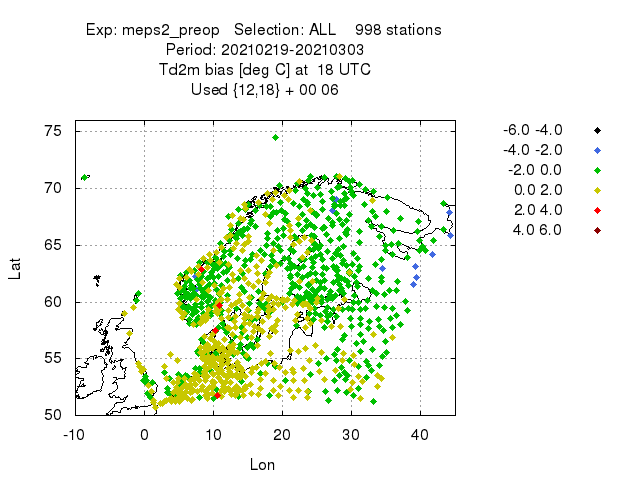 Exp: meps2_preop   Selection: ALL    998 stations
Period: 20210219-20210303
Td2m bias [deg C] at  18 UTC
Used {12,18} + 00 06
-6.0 -4.0
-4.0 -2.0
-2.0 0.0
0.0 2.0
2.0 4.0
4.0 6.0
75
70
65
60
55
50
Lat
-10 0 10 20 30 40
Lon